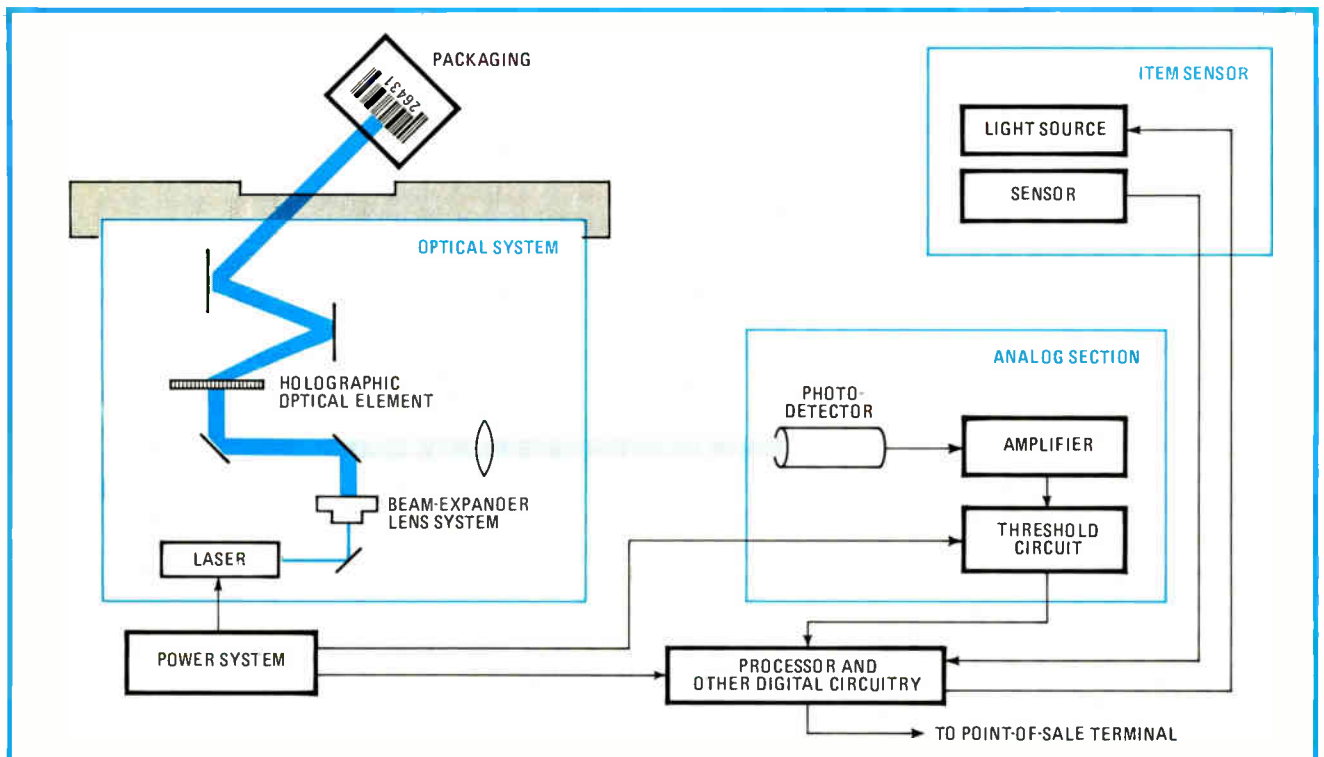 PACKAGING
26431
ITEM SENSOR
LIGHT SOURCE
SENSOR
OPTICAL SYSTEM
HOLOGRAPHIC
OPTICAL ELEMENT
BEAM-EXPANDER
LENS SYSTEM
LASER
ANALOG SECTION
PHOTO-
DETECTOR
AMPLIFIER
THRESHOLD
CIRCUIT
POWER SYSTEM
PROCESSOR AND
OTHER DIGITAL CIRCUITRY
TO POINT-OF-SALE TERMINAL